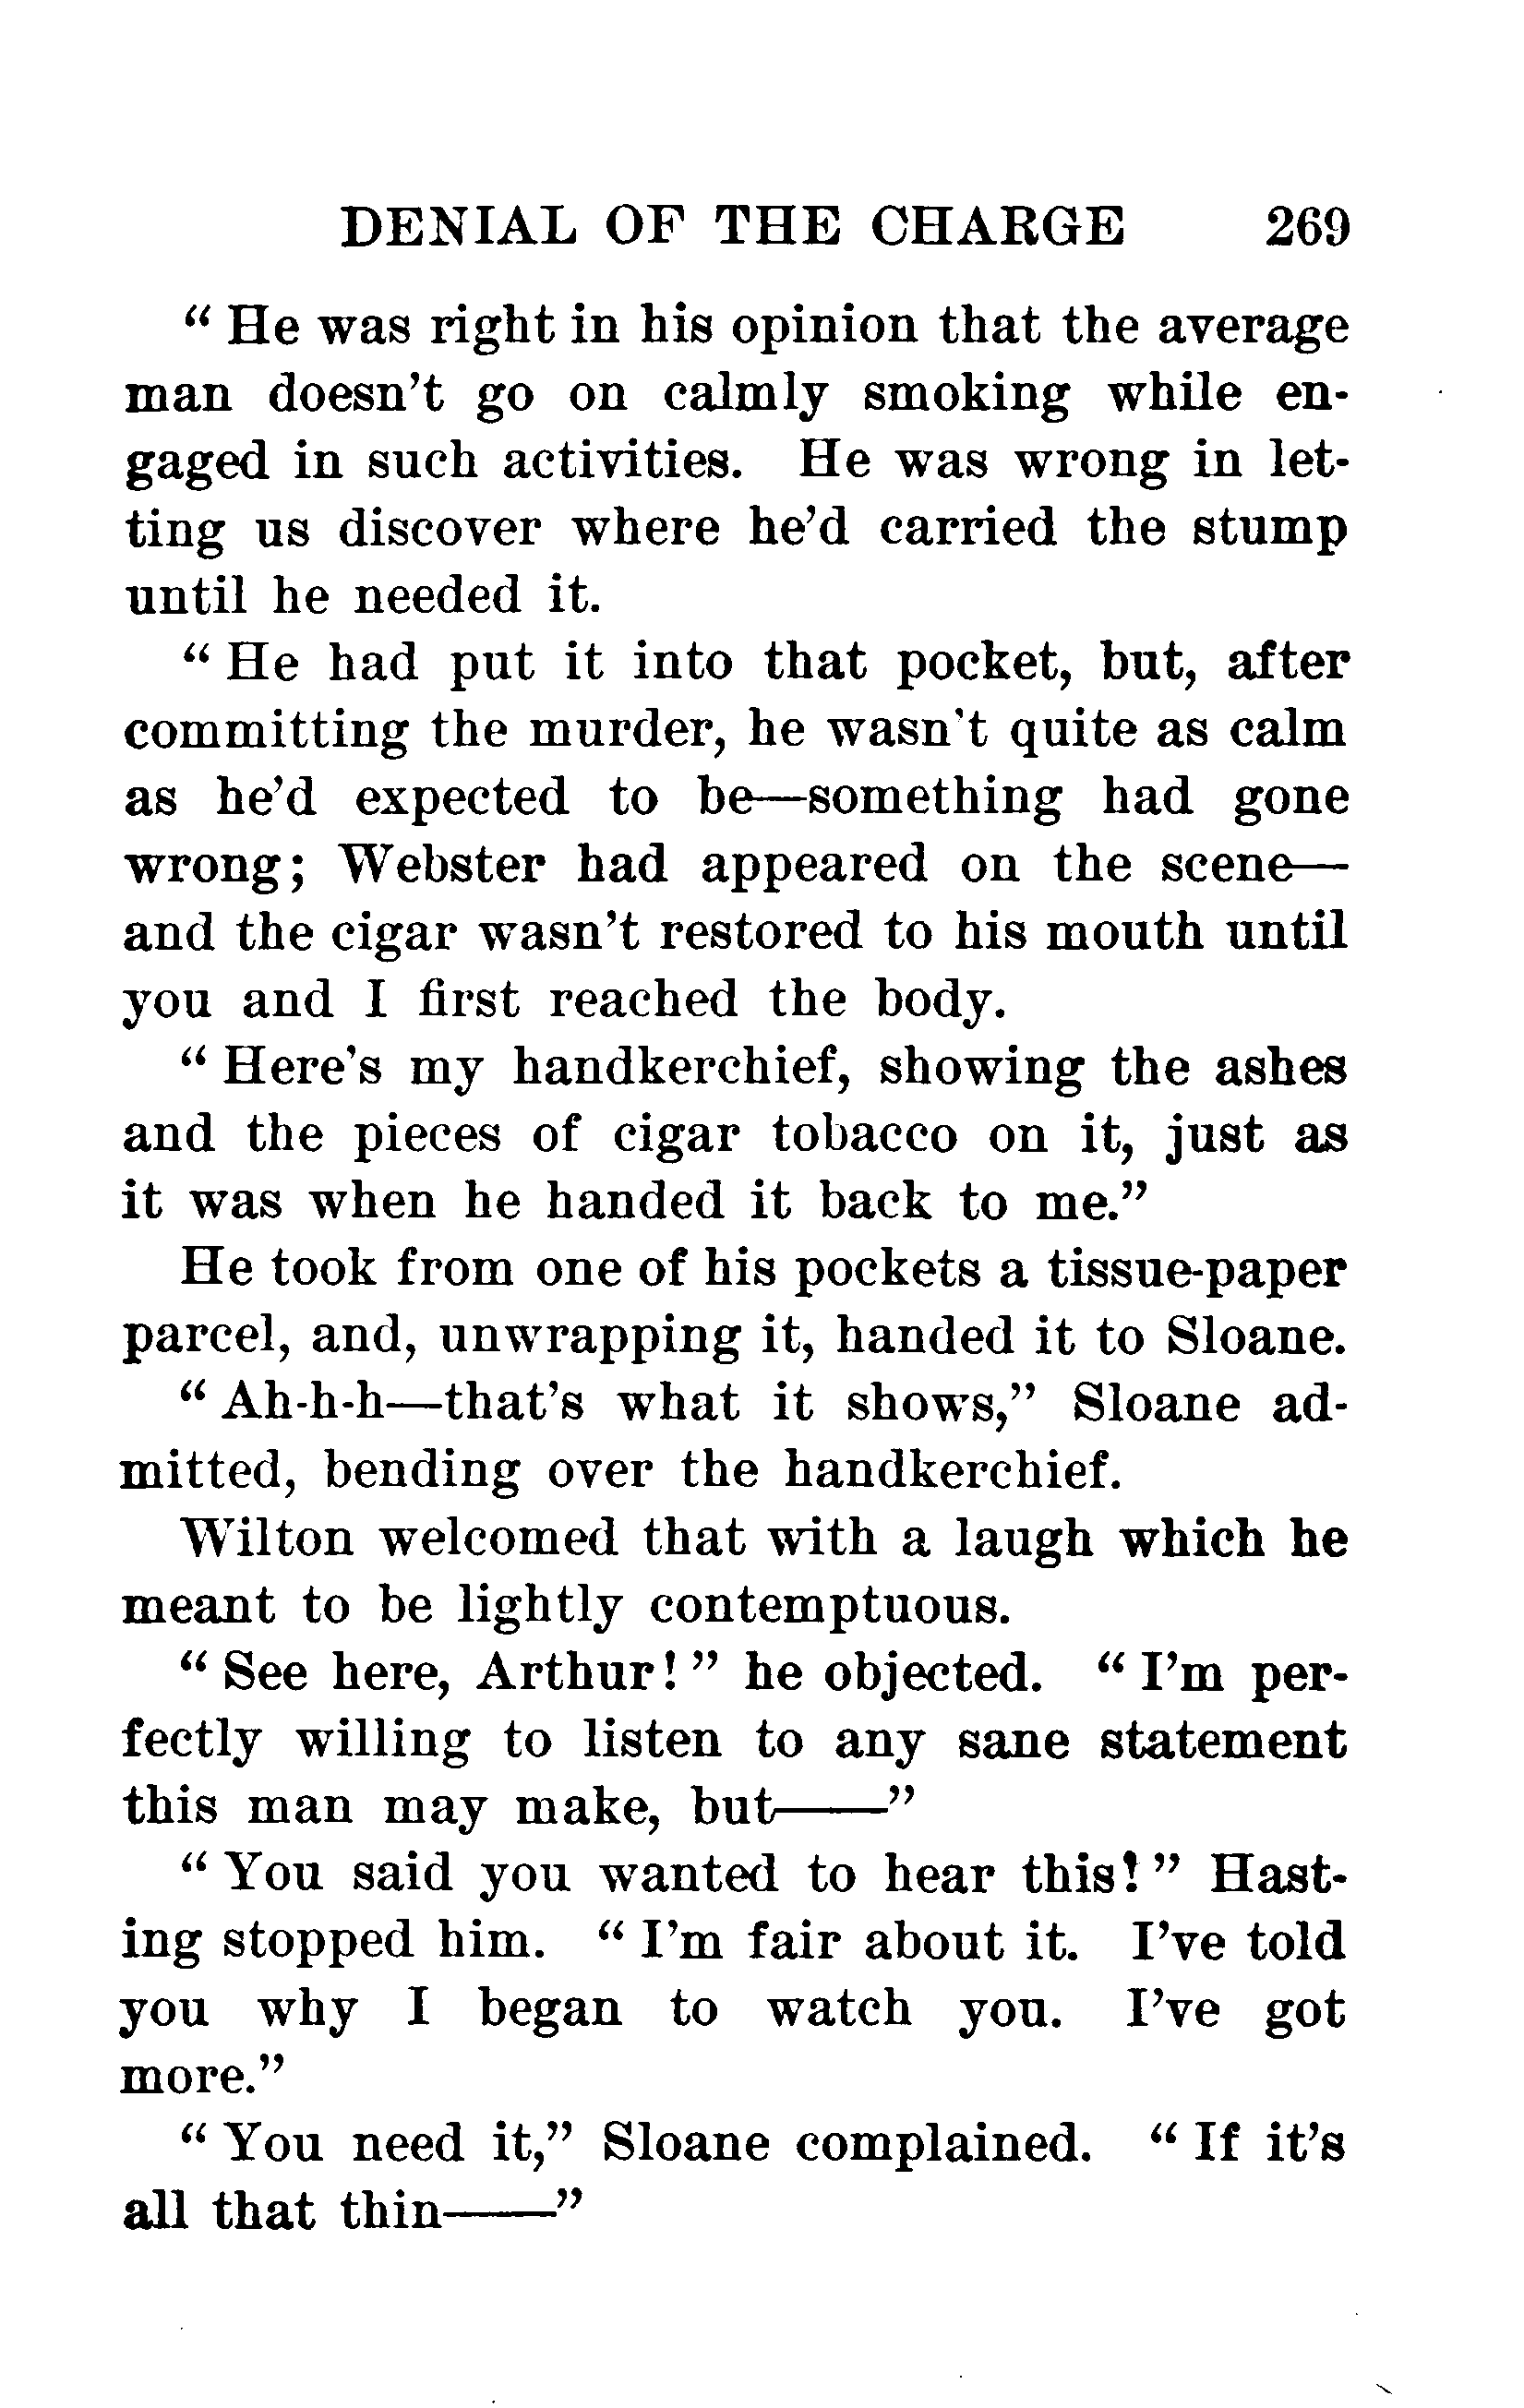 DENIAL OF THE CHARGE 269
" He was right in his opinion that the average
man doesn't go on calmly smoking while en-
gaged in such activities. He was wrong in let-
ting us discover where he'd carried the stump
until he needed it.
" He had put it into that pocket, but, after
committing the murder, he wasn't quite as calm
as he'd expected to be—something had gone
wrong; Webster had appeared on the scene—
and the cigar wasn't restored to his mouth until
you and I first reached the body.
" Here's my handkerchief, showing the ashes
and the pieces of cigar tobacco on it, just as
it was when he handed it back to me."
He took from one of his pockets a tissue-paper
parcel, and, unwrapping it, handed it to Sloane.
" Ah-h-h—that's what it shows," Sloane ad-
mitted, bending over the handkerchief.
Wilton welcomed that with a laugh which he
meant to be lightly contemptuous.
" See here, Arthur! " he objected. " I'm per-
fectly willing to listen to any sane statement
this man may make, but——"
" You said you wanted to hear this! " Hast-
ing stopped him. " I'm fair about it. I've told
you why I began to watch you. I've got
more."
" You need it," Sloane complained. " If it's
all that thin——"